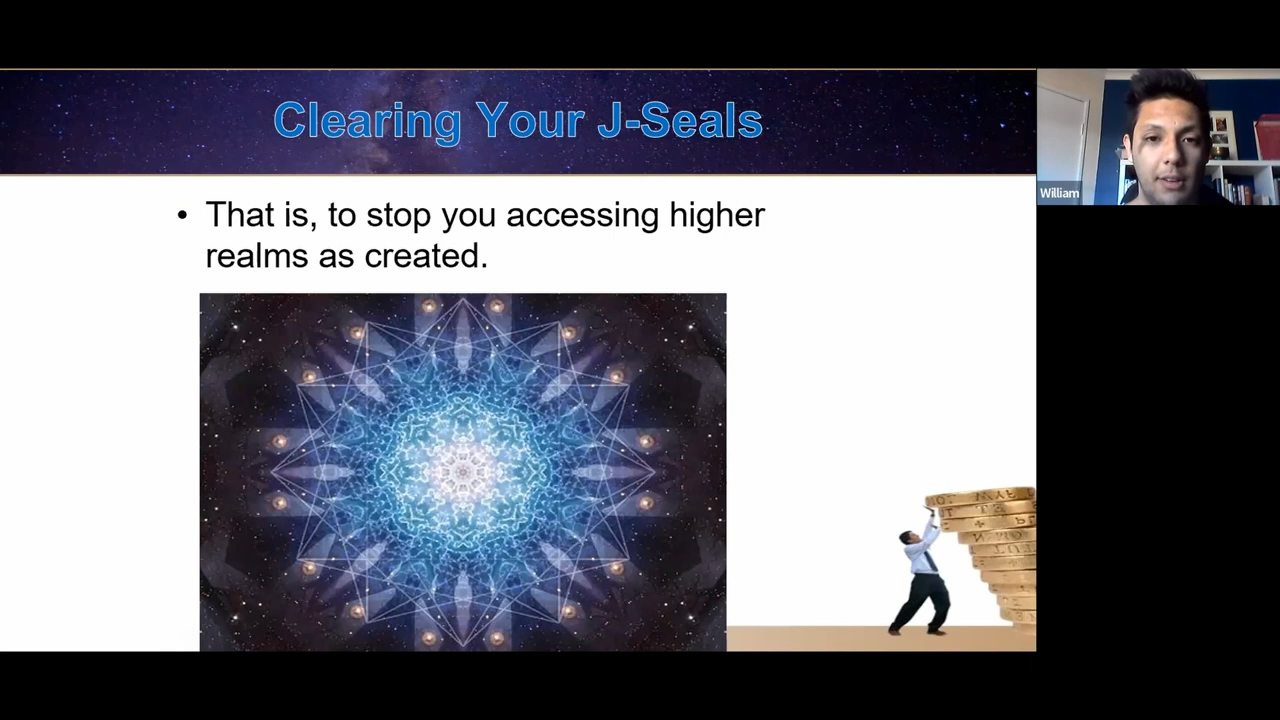 Clearing Your J-Seals
• That is, to stop you accessing higher
realms as created.
William